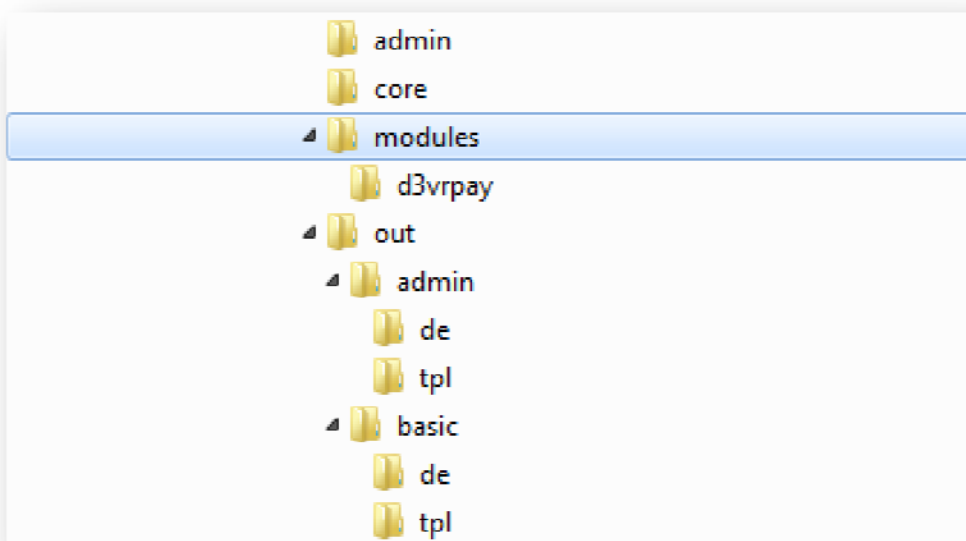 admin
core
modules
d3vrpay
out
admin
de
tpl
basic
de
tpl